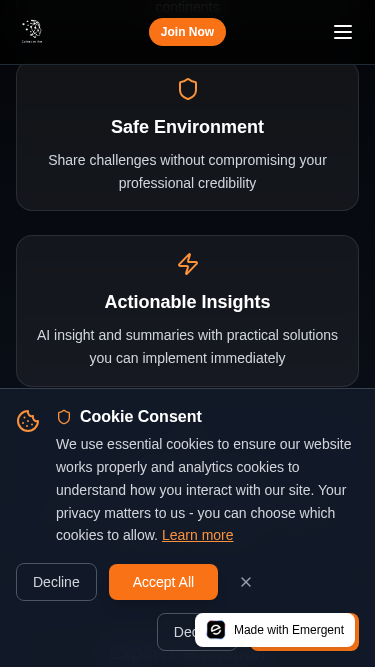 continents
Join Now
Safe Environment
Share challenges without compromising your
professional credibility
Actionable Insights
AI insight and summaries with practical solutions
you can implement immediately
Cookie Consent
We use essential cookies to ensure our website
works properly and analytics cookies to
understand how you interact with our site. Your
privacy matters to us - you can choose which
cookies to allow. Learn more
Decline
Accept All
Made with Emergent